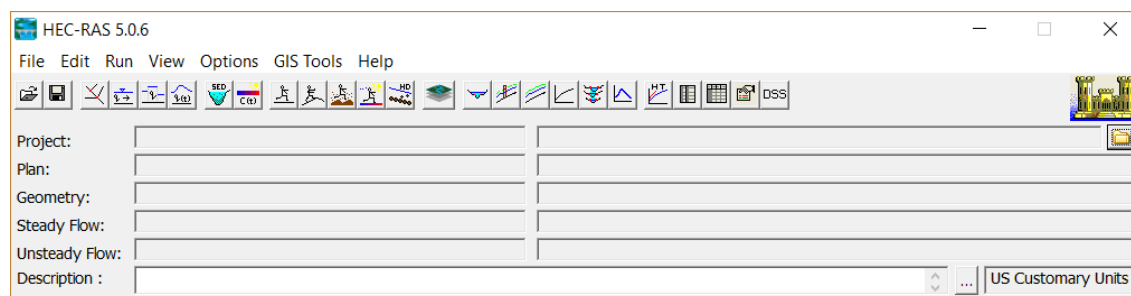 HEC-RAS 5.0.6
File Edit Run View Options GIS Tools Help
SED C(t) HD HT DSS
Project:
Plan:
Geometry:
Steady Flow:
Unsteady Flow:
Description : ... US Customary Units